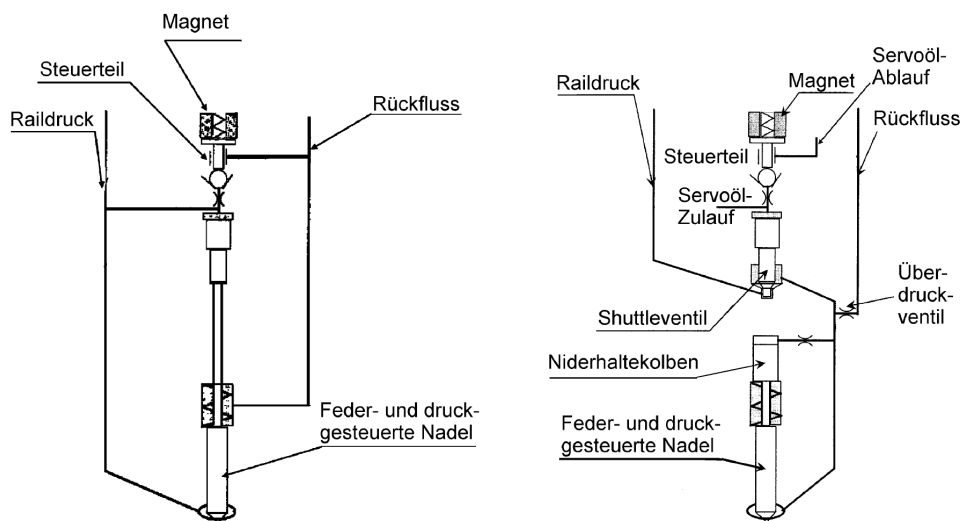 Magnet
Steuerteil
Raildruck
Rückfluss
Feder- und druck-
gesteuerte Nadel
Servoöl-
Ablauf
Raildruck
Magnet
Rückfluss
Steuerteil
Servoöl-
Zulauf
Über-
druck-
ventil
Shuttleventil
Niderhaltekolben
Feder- und druck-
gesteuerte Nadel